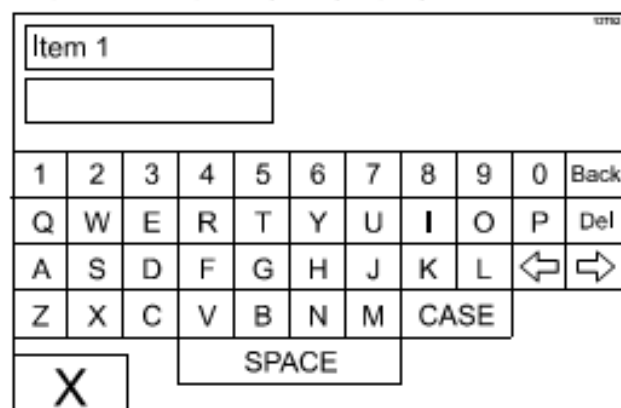 Item 1
1 2 3 4 5 6 7 8 9 0 Back
Q W E R T Y U I O P Del
A S D F G H J K L
Z X C V B N M CASE
SPACE
X